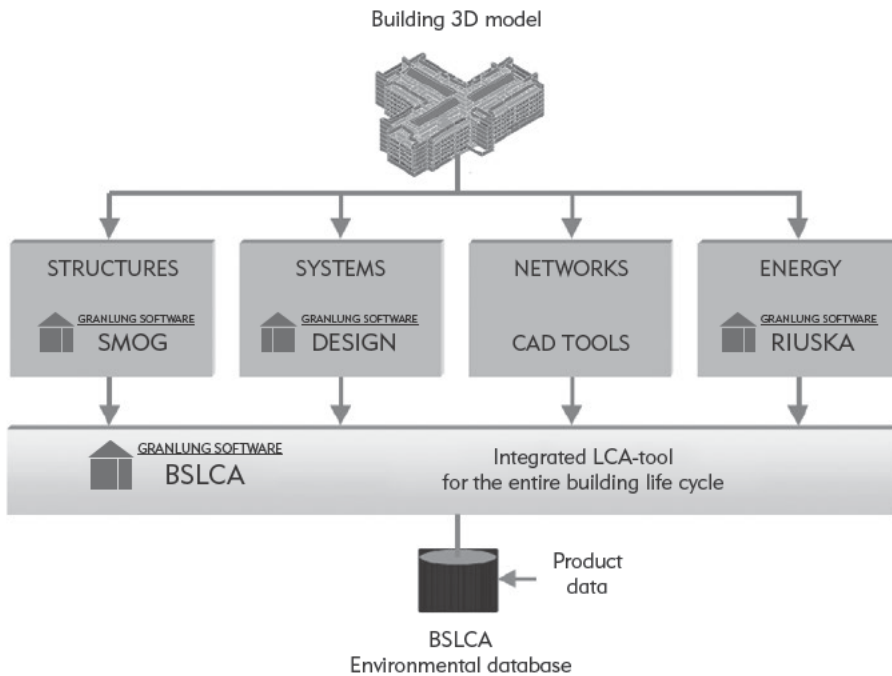 Building 3D model
STRUCTURES
GRANLUNG SOFTWARE
SMOG
SYSTEMS
GRANLUNG SOFTWARE
DESIGN
NETWORKS
CAD TOOLS
ENERGY
GRANLUNG SOFTWARE
RIUSKA
GRANLUNG SOFTWARE
BSLCA
Integrated LCA-tool
for the entire building life cycle
Product
data
BSLCA
Environmental database